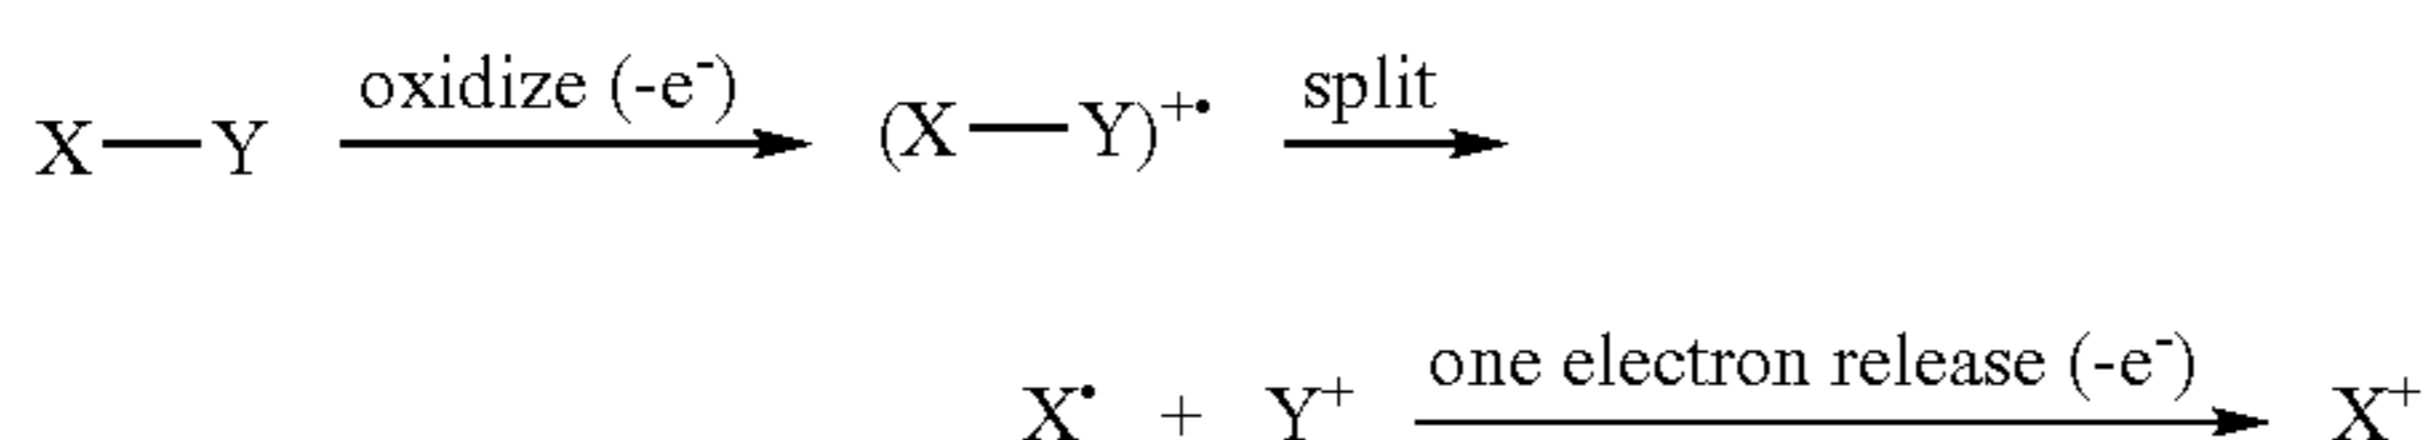 oxidize (-e⁻) split
X—Y (X—Y)⁺•
one electron release (-e⁻)
X• + Y⁺ X⁺